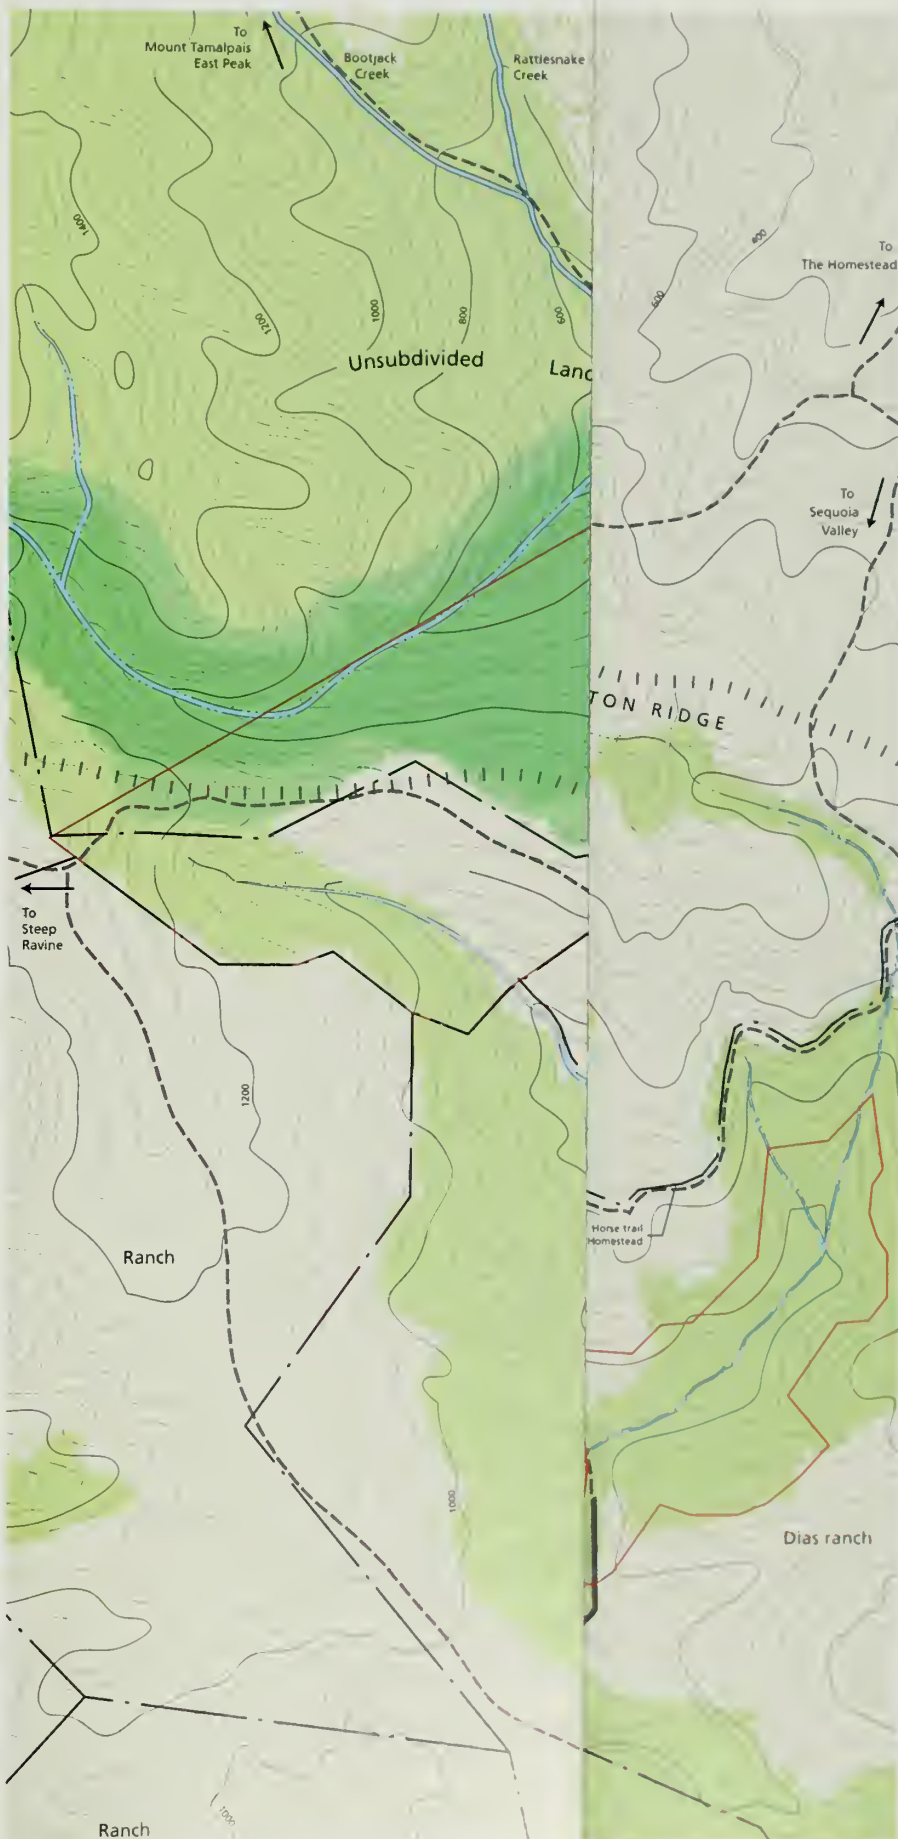 To
Mount Tamalpais
East Peak
Bootjack
Creek
Rattlesnake
Creek
1400
1200
1000
800
600
Unsubdivided
Land
600
400
To
The Homestead
To
Sequoia
Valley
TON RIDGE
To
Steep
Ravine
1200
Ranch
Horse trail
Homestead
1000
Dias ranch
1000
Ranch